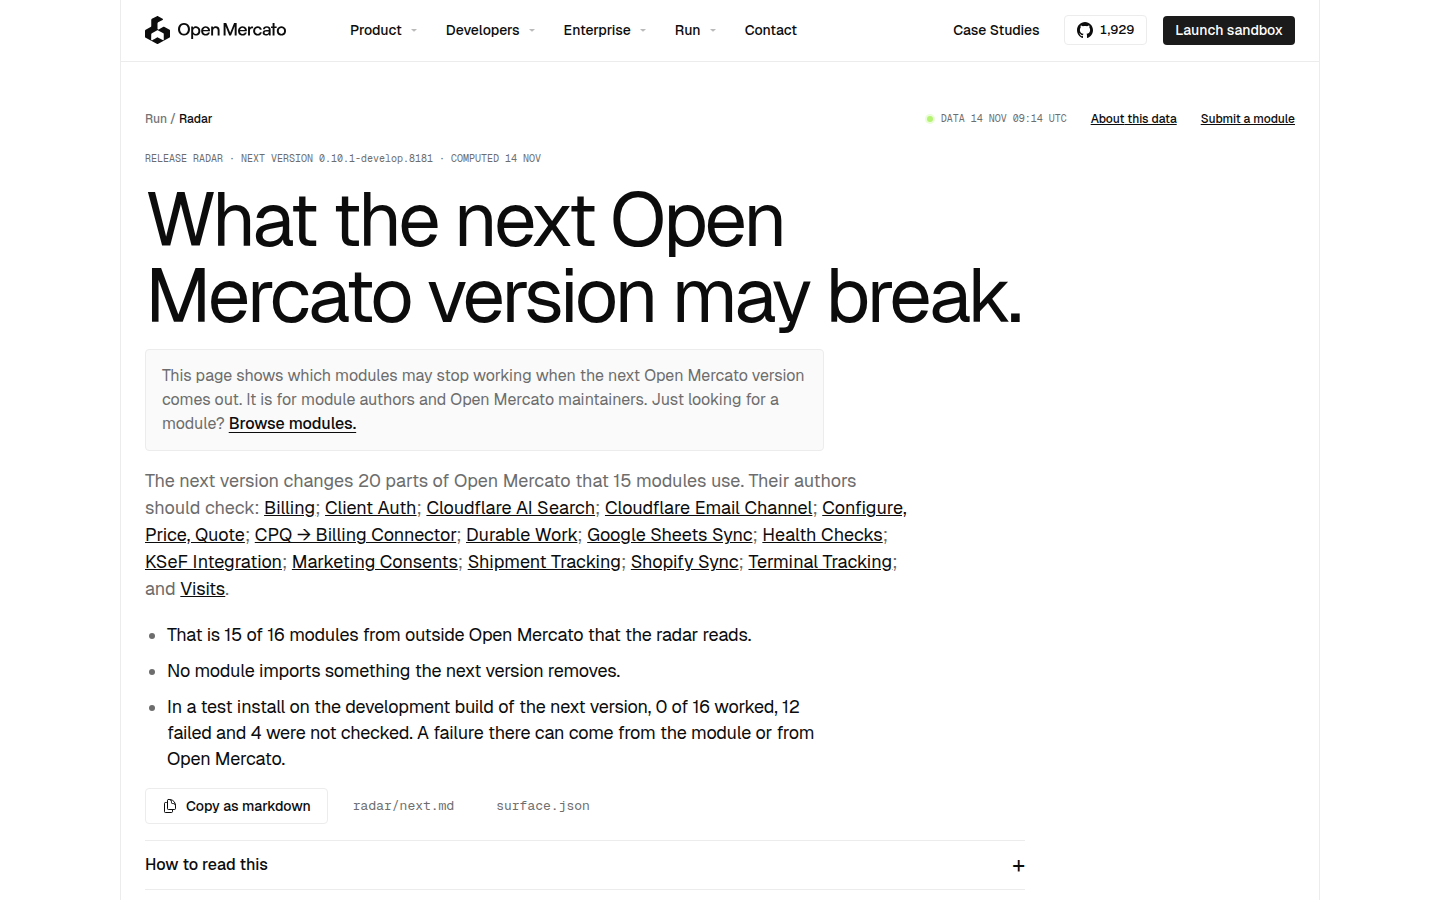 Open Mercato
Product
Developers
Enterprise
Run
Contact
Case Studies
1,929
Launch sandbox
Run / Radar
DATA 14 NOV 09:14 UTC
About this data
Submit a module
RELEASE RADAR · NEXT VERSION 0.10.1-develop.8181 · COMPUTED 14 NOV
What the next Open
Mercato version may break.
This page shows which modules may stop working when the next Open Mercato version
comes out. It is for module authors and Open Mercato maintainers. Just looking for a
module? Browse modules.
The next version changes 20 parts of Open Mercato that 15 modules use. Their authors
should check: Billing; Client Auth; Cloudflare AI Search; Cloudflare Email Channel; Configure,
Price, Quote; CPQ → Billing Connector; Durable Work; Google Sheets Sync; Health Checks;
KSeF Integration; Marketing Consents; Shipment Tracking; Shopify Sync; Terminal Tracking;
and Visits.
• That is 15 of 16 modules from outside Open Mercato that the radar reads.
• No module imports something the next version removes.
• In a test install on the development build of the next version, 0 of 16 worked, 12
failed and 4 were not checked. A failure there can come from the module or from
Open Mercato.
Copy as markdown
radar/next.md
surface.json
How to read this
+